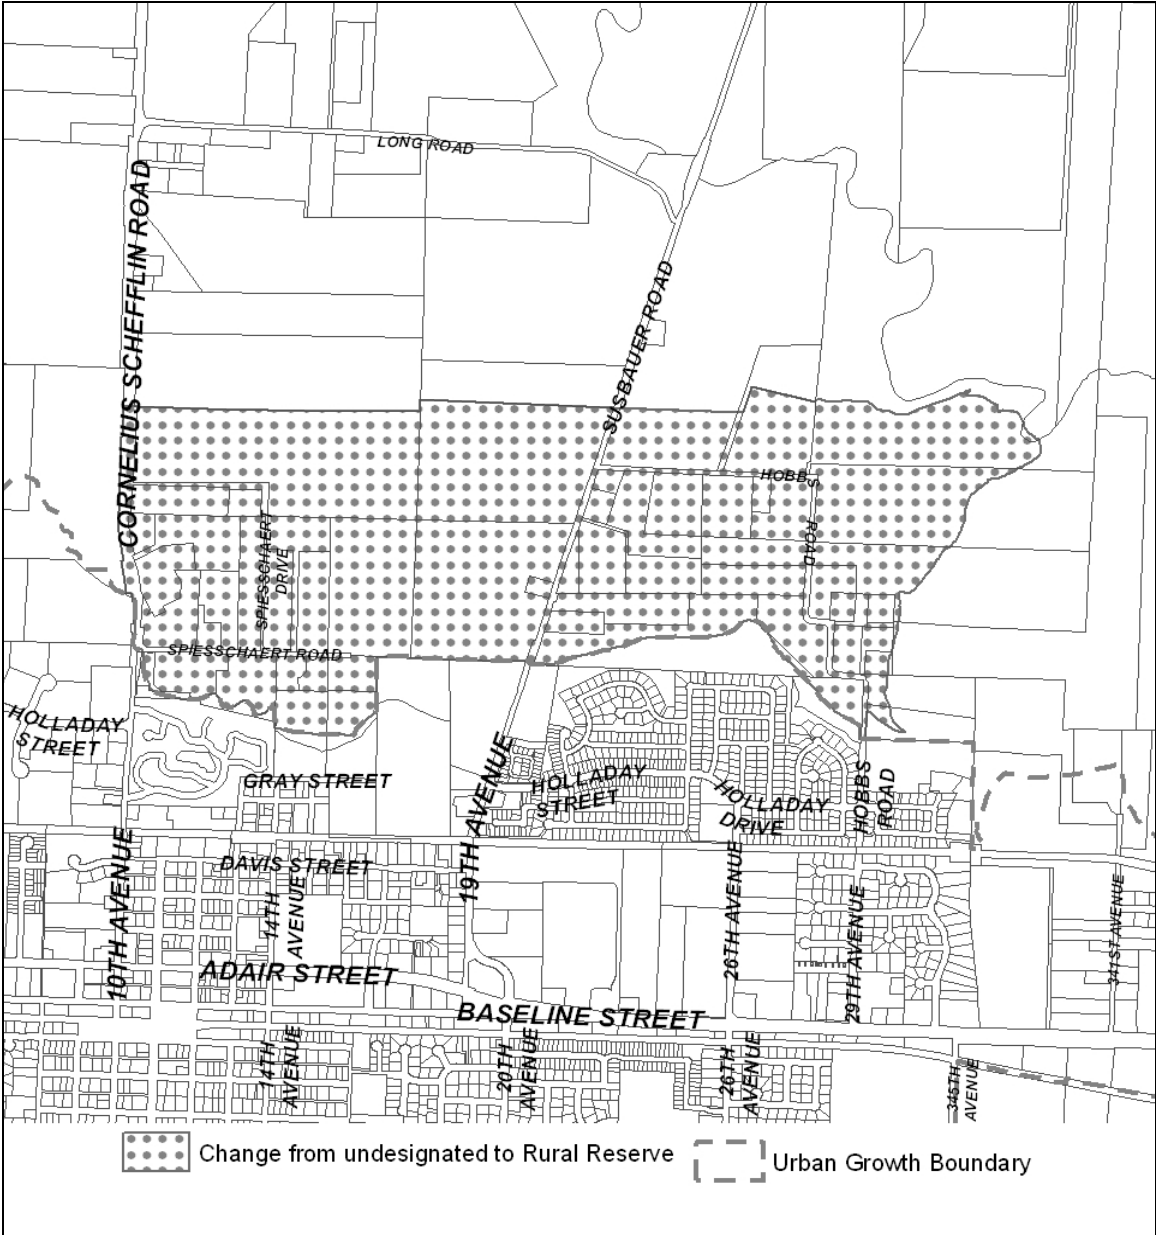 LONG ROAD
CORNELIUS SCHEFFLIN ROAD
SUSBAUER ROAD
HOBBS
ROAD
SPIESSCHAERT
DRIVE
SPIESSCHAERT ROAD
HOLLADAY
STREET
GRAY STREET
19TH AVENUE
HOLLADAY
STREET
HOLLADAY
DRIVE
HOBBS
ROAD
10TH AVENUE
DAVIS STREET
14TH
AVENUE
26TH AVENUE
29TH AVENUE
341ST AVENUE
ADAIR STREET
BASELINE STREET
14TH
AVENUE
20TH
AVENUE
26TH
AVENUE
345TH
AVENUE
Change from undesignated to Rural Reserve
Urban Growth Boundary